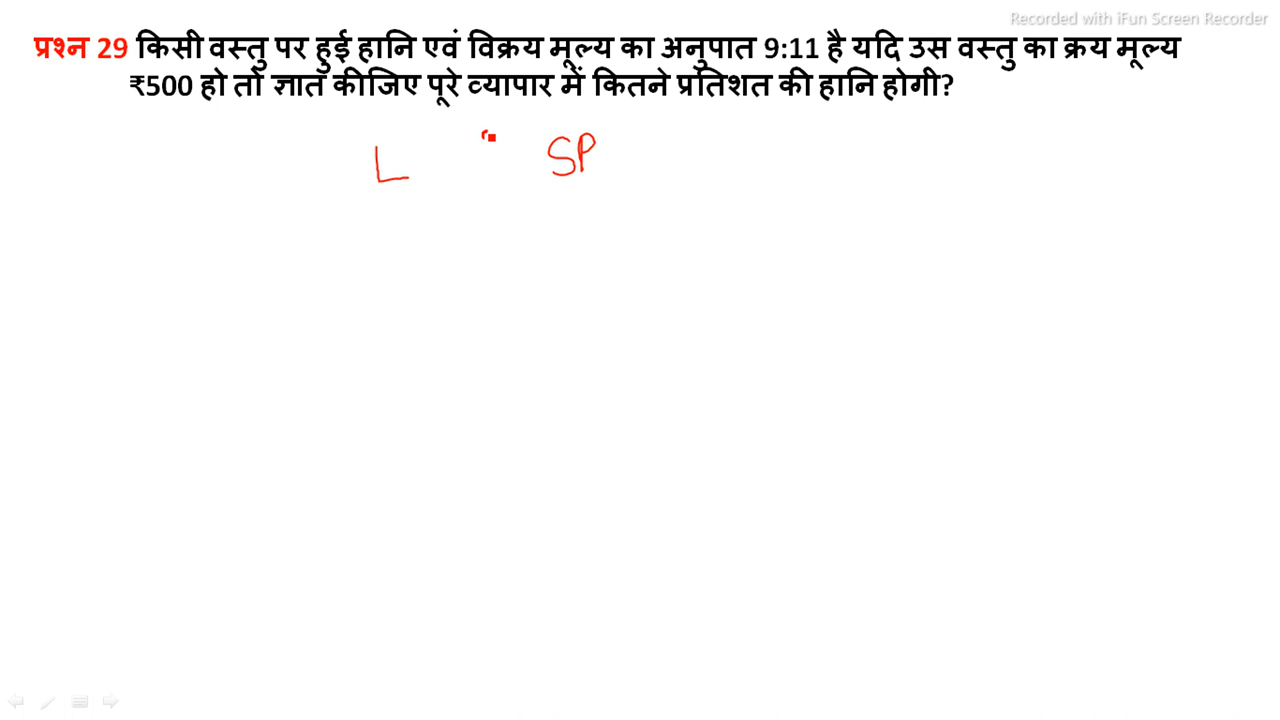 Recorded with iFun Screen Recorder
प्रश्न 29 किसी वस्तु पर हुई हानि एवं विक्रय मूल्य का अनुपात 9:11 है यदि उस वस्तु का क्रय मूल्य
₹500 हो तो ज्ञात कीजिए पूरे व्यापार में कितने प्रतिशत की हानि होगी?
L SP